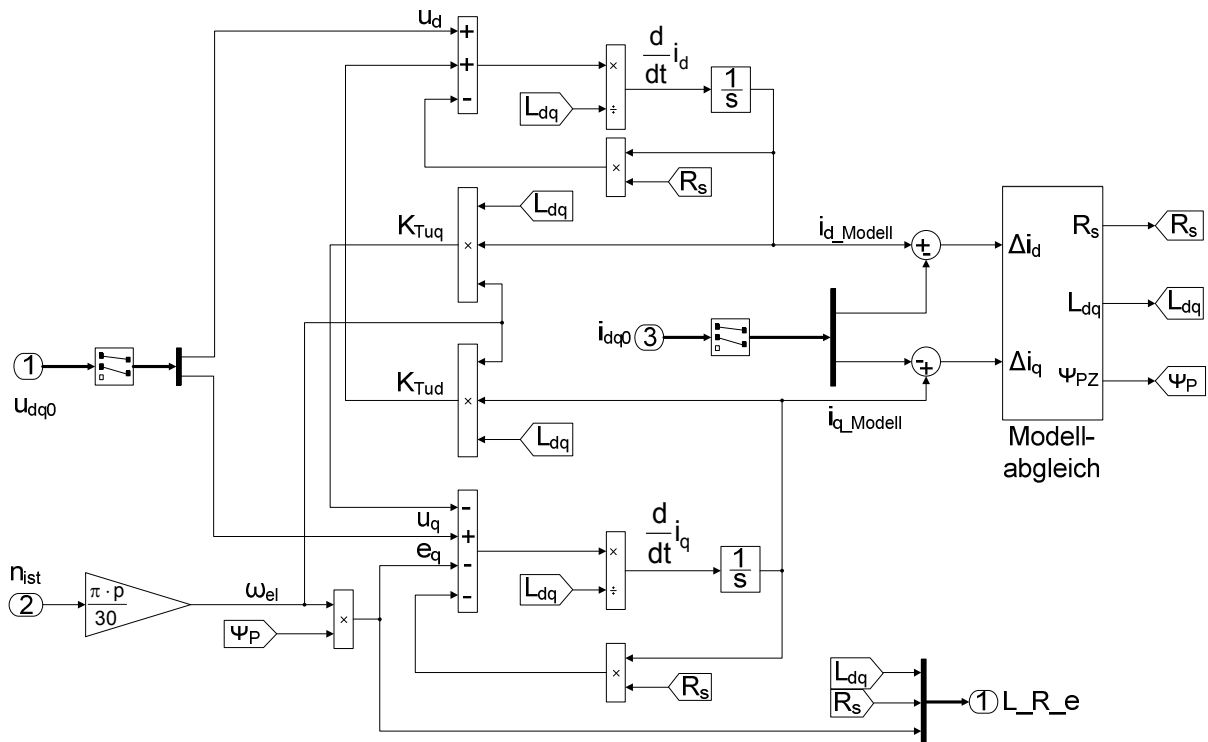 u_d
+
+
-
d/dt i_d
×
÷
L_dq
1/s
×
R_s
L_dq
K_Tuq
×
i_d_Modell
+
-
Δi_d
R_s
R_s
L_dq
L_dq
i_dq0
3
Δi_q
Ψ_PZ
Ψ_P
-
+
i_q_Modell
Modell-
abgleich
1
u_dq0
K_Tud
×
L_dq
-
u_q
+
e_q
-
-
d/dt i_q
×
÷
L_dq
1/s
n_ist
2
π · p
30
ω_el
×
Ψ_P
×
R_s
L_dq
R_s
1
L_R_e